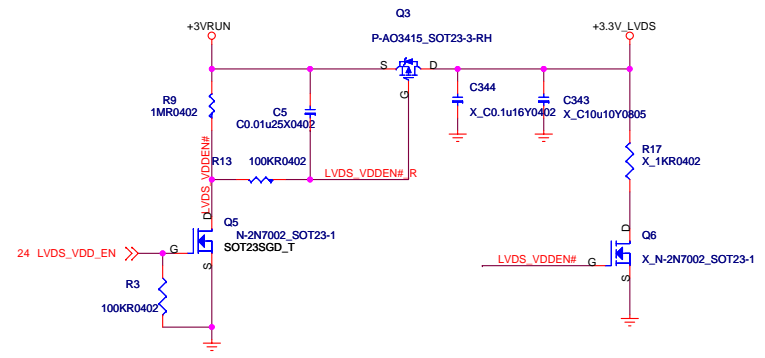 Q3
+3VRUN
+3.3V_LVDS
P-AO3415_SOT23-3-RH
S
D
G
R9
1MR0402
C5
C0.01u25X0402
C344
X_C0.1u16Y0402
C343
X_C10u10Y0805
R17
X_1KR0402
LVDS_VDDEN#
R13
100KR0402
LVDS_VDDEN#_R
D
Q5
N-2N7002_SOT23-1
SOT23SGD_T
24 LVDS_VDD_EN
G
S
D
Q6
X_N-2N7002_SOT23-1
LVDS_VDDEN#
G
S
R3
100KR0402